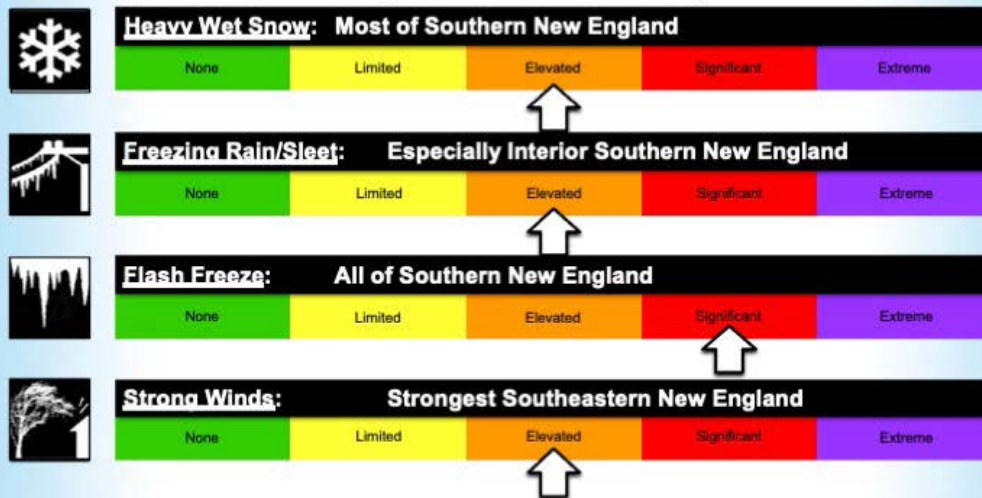 Heavy Wet Snow: Most of Southern New England
None Limited Elevated Significant Extreme
Freezing Rain/Sleet: Especially Interior Southern New England
None Limited Elevated Significant Extreme
Flash Freeze: All of Southern New England
None Limited Elevated Significant Extreme
Strong Winds: Strongest Southeastern New England
None Limited Elevated Significant Extreme